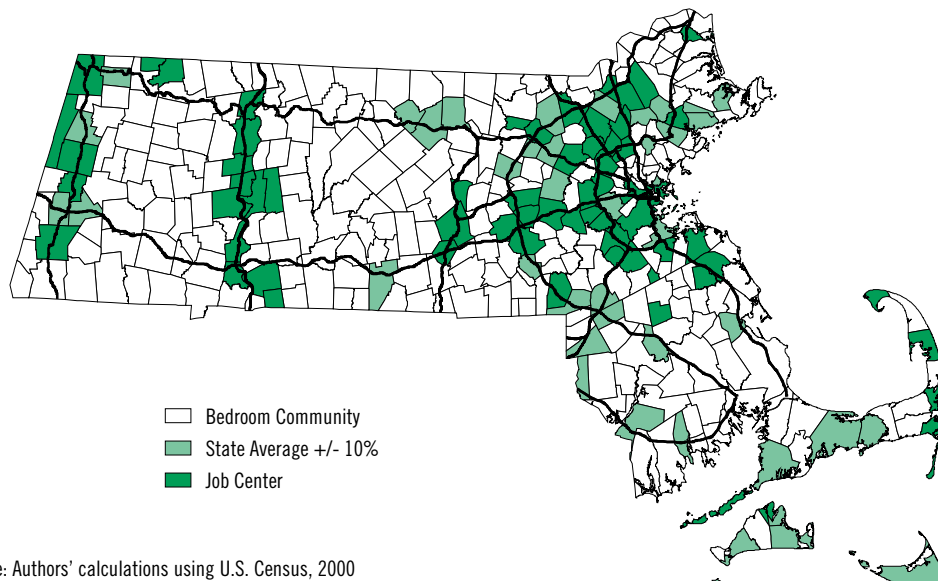 Bedroom Community
State Average +/- 10%
Job Center
e: Authors' calculations using U.S. Census, 2000